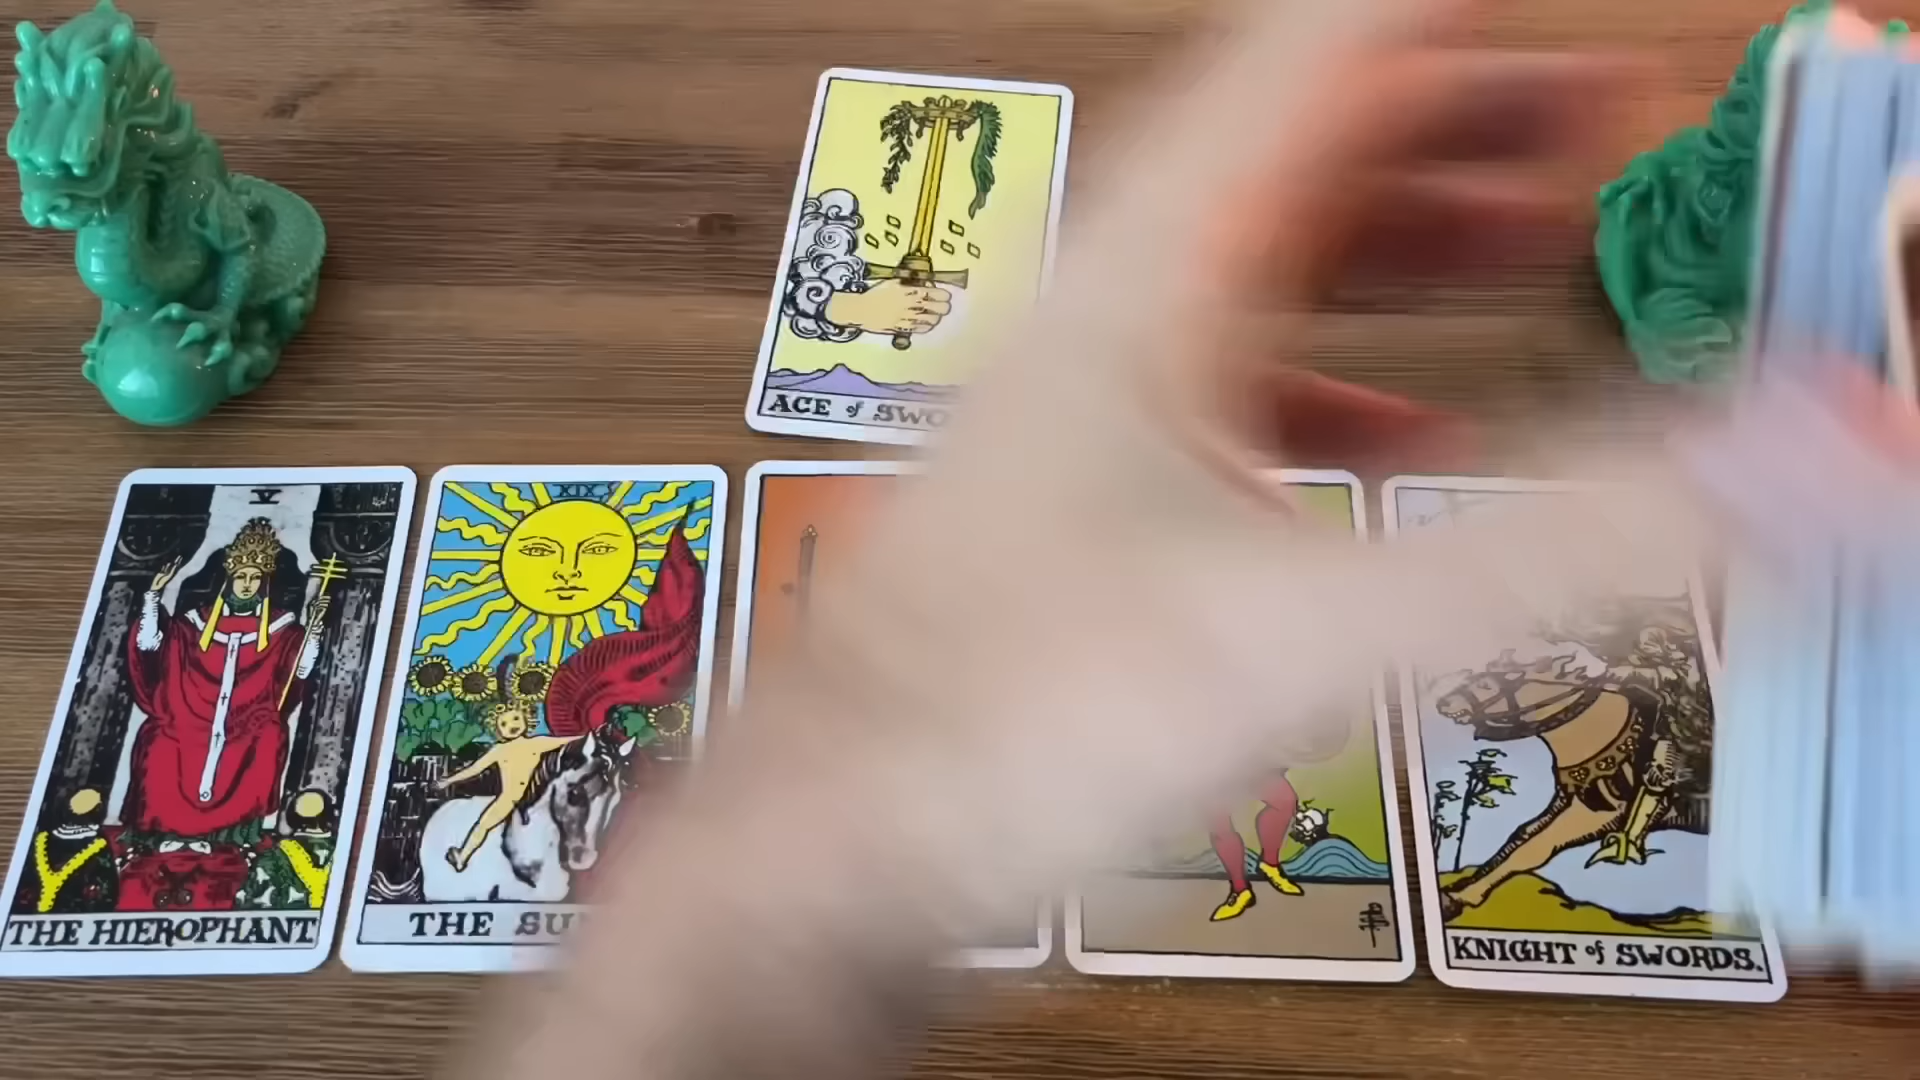 ACE of SWO
V
THE HIEROPHANT
XIX
THE SU
KNIGHT of SWORDS.